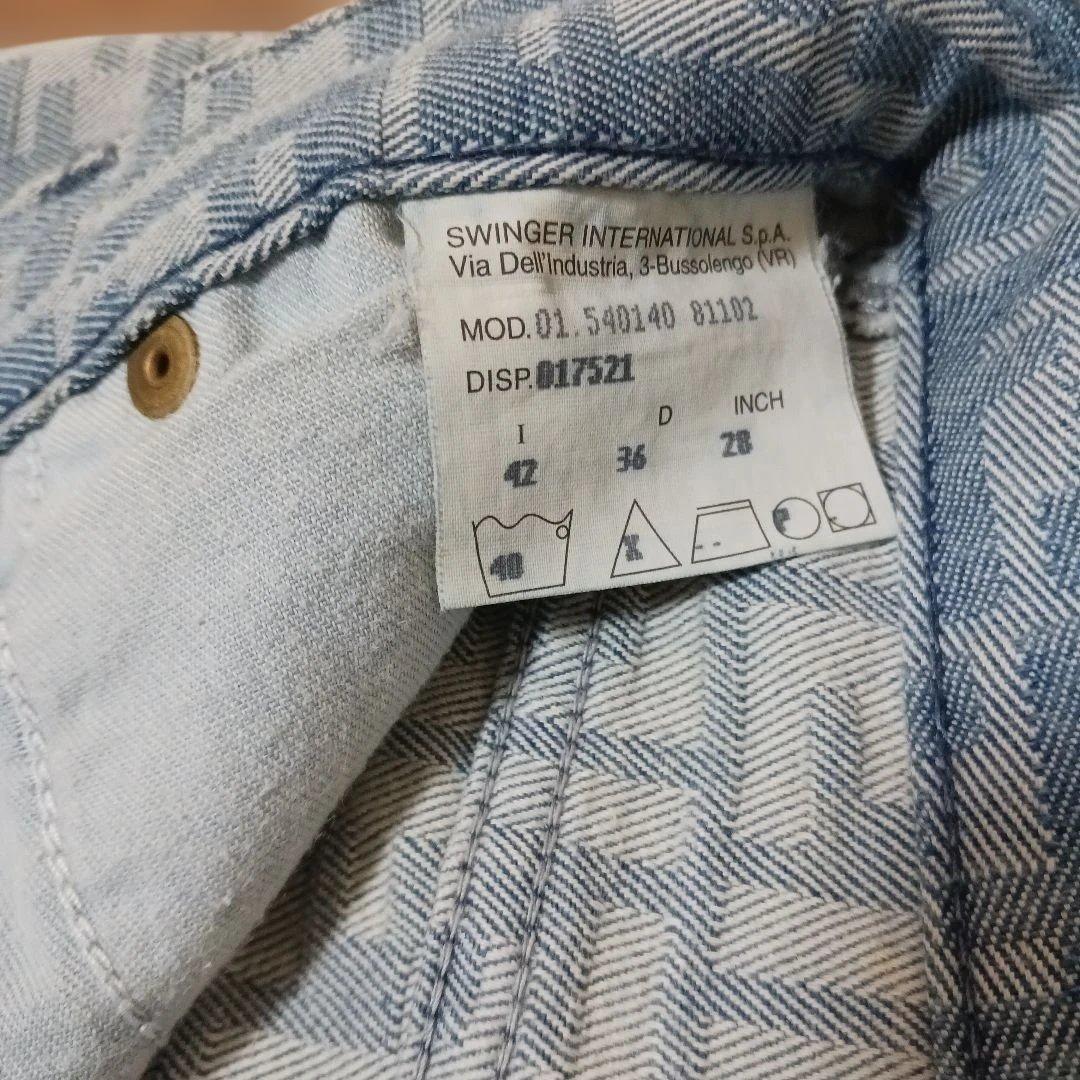 SWINGER INTERNATIONAL S.p.A.
Via Dell'Industria, 3-Bussolengo (VR)
MOD. 01.540140 81102
DISP. 017521
I D INCH
42 36 28
40 X P